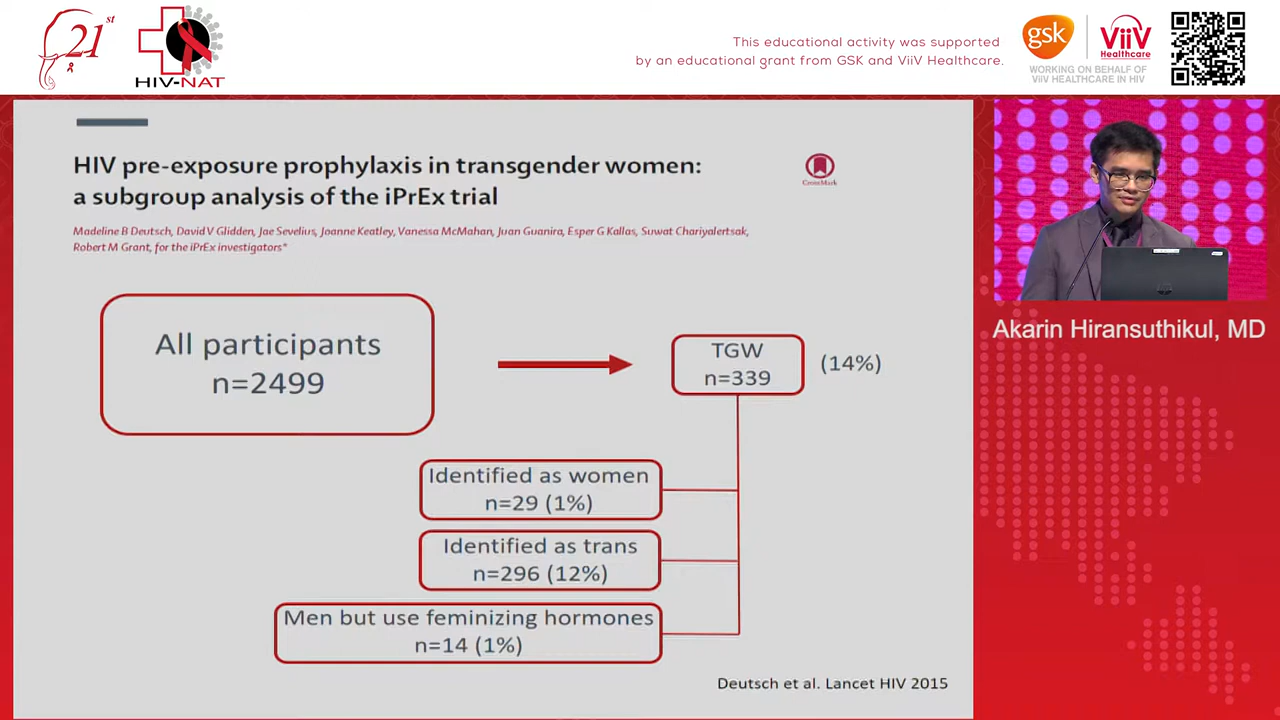 21st
HIV-NAT
This educational activity was supported
by an educational grant from GSK and ViiV Healthcare.
gsk
ViiV
Healthcare
WORKING ON BEHALF OF
ViiV HEALTHCARE IN HIV
HIV pre-exposure prophylaxis in transgender women:
a subgroup analysis of the iPrEx trial
CrossMark
Madeline B Deutsch, David V Glidden, Jae Sevelius, Joanne Keatley, Vanessa McMahan, Juan Guanira, Esper G Kallas, Suwat Chariyalertsak,
Robert M Grant, for the iPrEx investigators*
All participants
n=2499
TGW
n=339
(14%)
Identified as women
n=29 (1%)
Identified as trans
n=296 (12%)
Men but use feminizing hormones
n=14 (1%)
Deutsch et al. Lancet HIV 2015
Akarin Hiransuthikul, MD